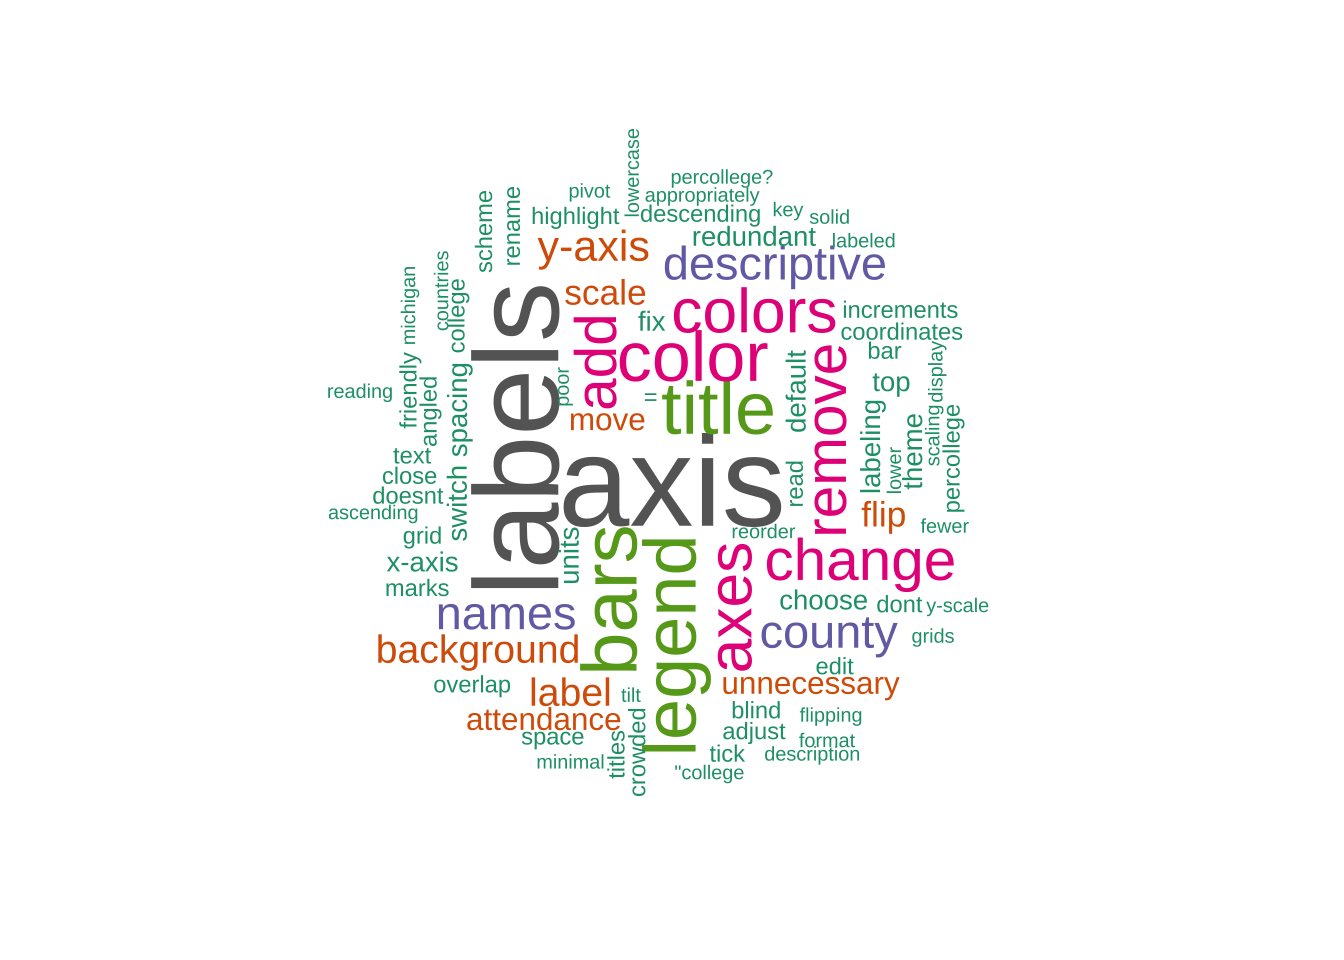 lowercase
percollege?
pivot
appropriately
scheme
rename
highlight
descending
key
solid
y-axis
redundant
labeled
descriptive
michigan
countries
college
labels
scale
add
fix
colors
increments
coordinates
color
remove
bar
display
reading
friendly
angled
spacing
poor
=
title
default
top
move
axis
labeling
lower
theme
scaling
percollege
text
close
doesnt
ascending
switch
read
flip
fewer
reorder
grid
x-axis
marks
units
bars
legend
axes
change
names
choose
dont
y-scale
county
grids
background
edit
overlap
label
tilt
unnecessary
attendance
blind
flipping
space
titles
crowded
adjust
format
minimal
tick
description
"college